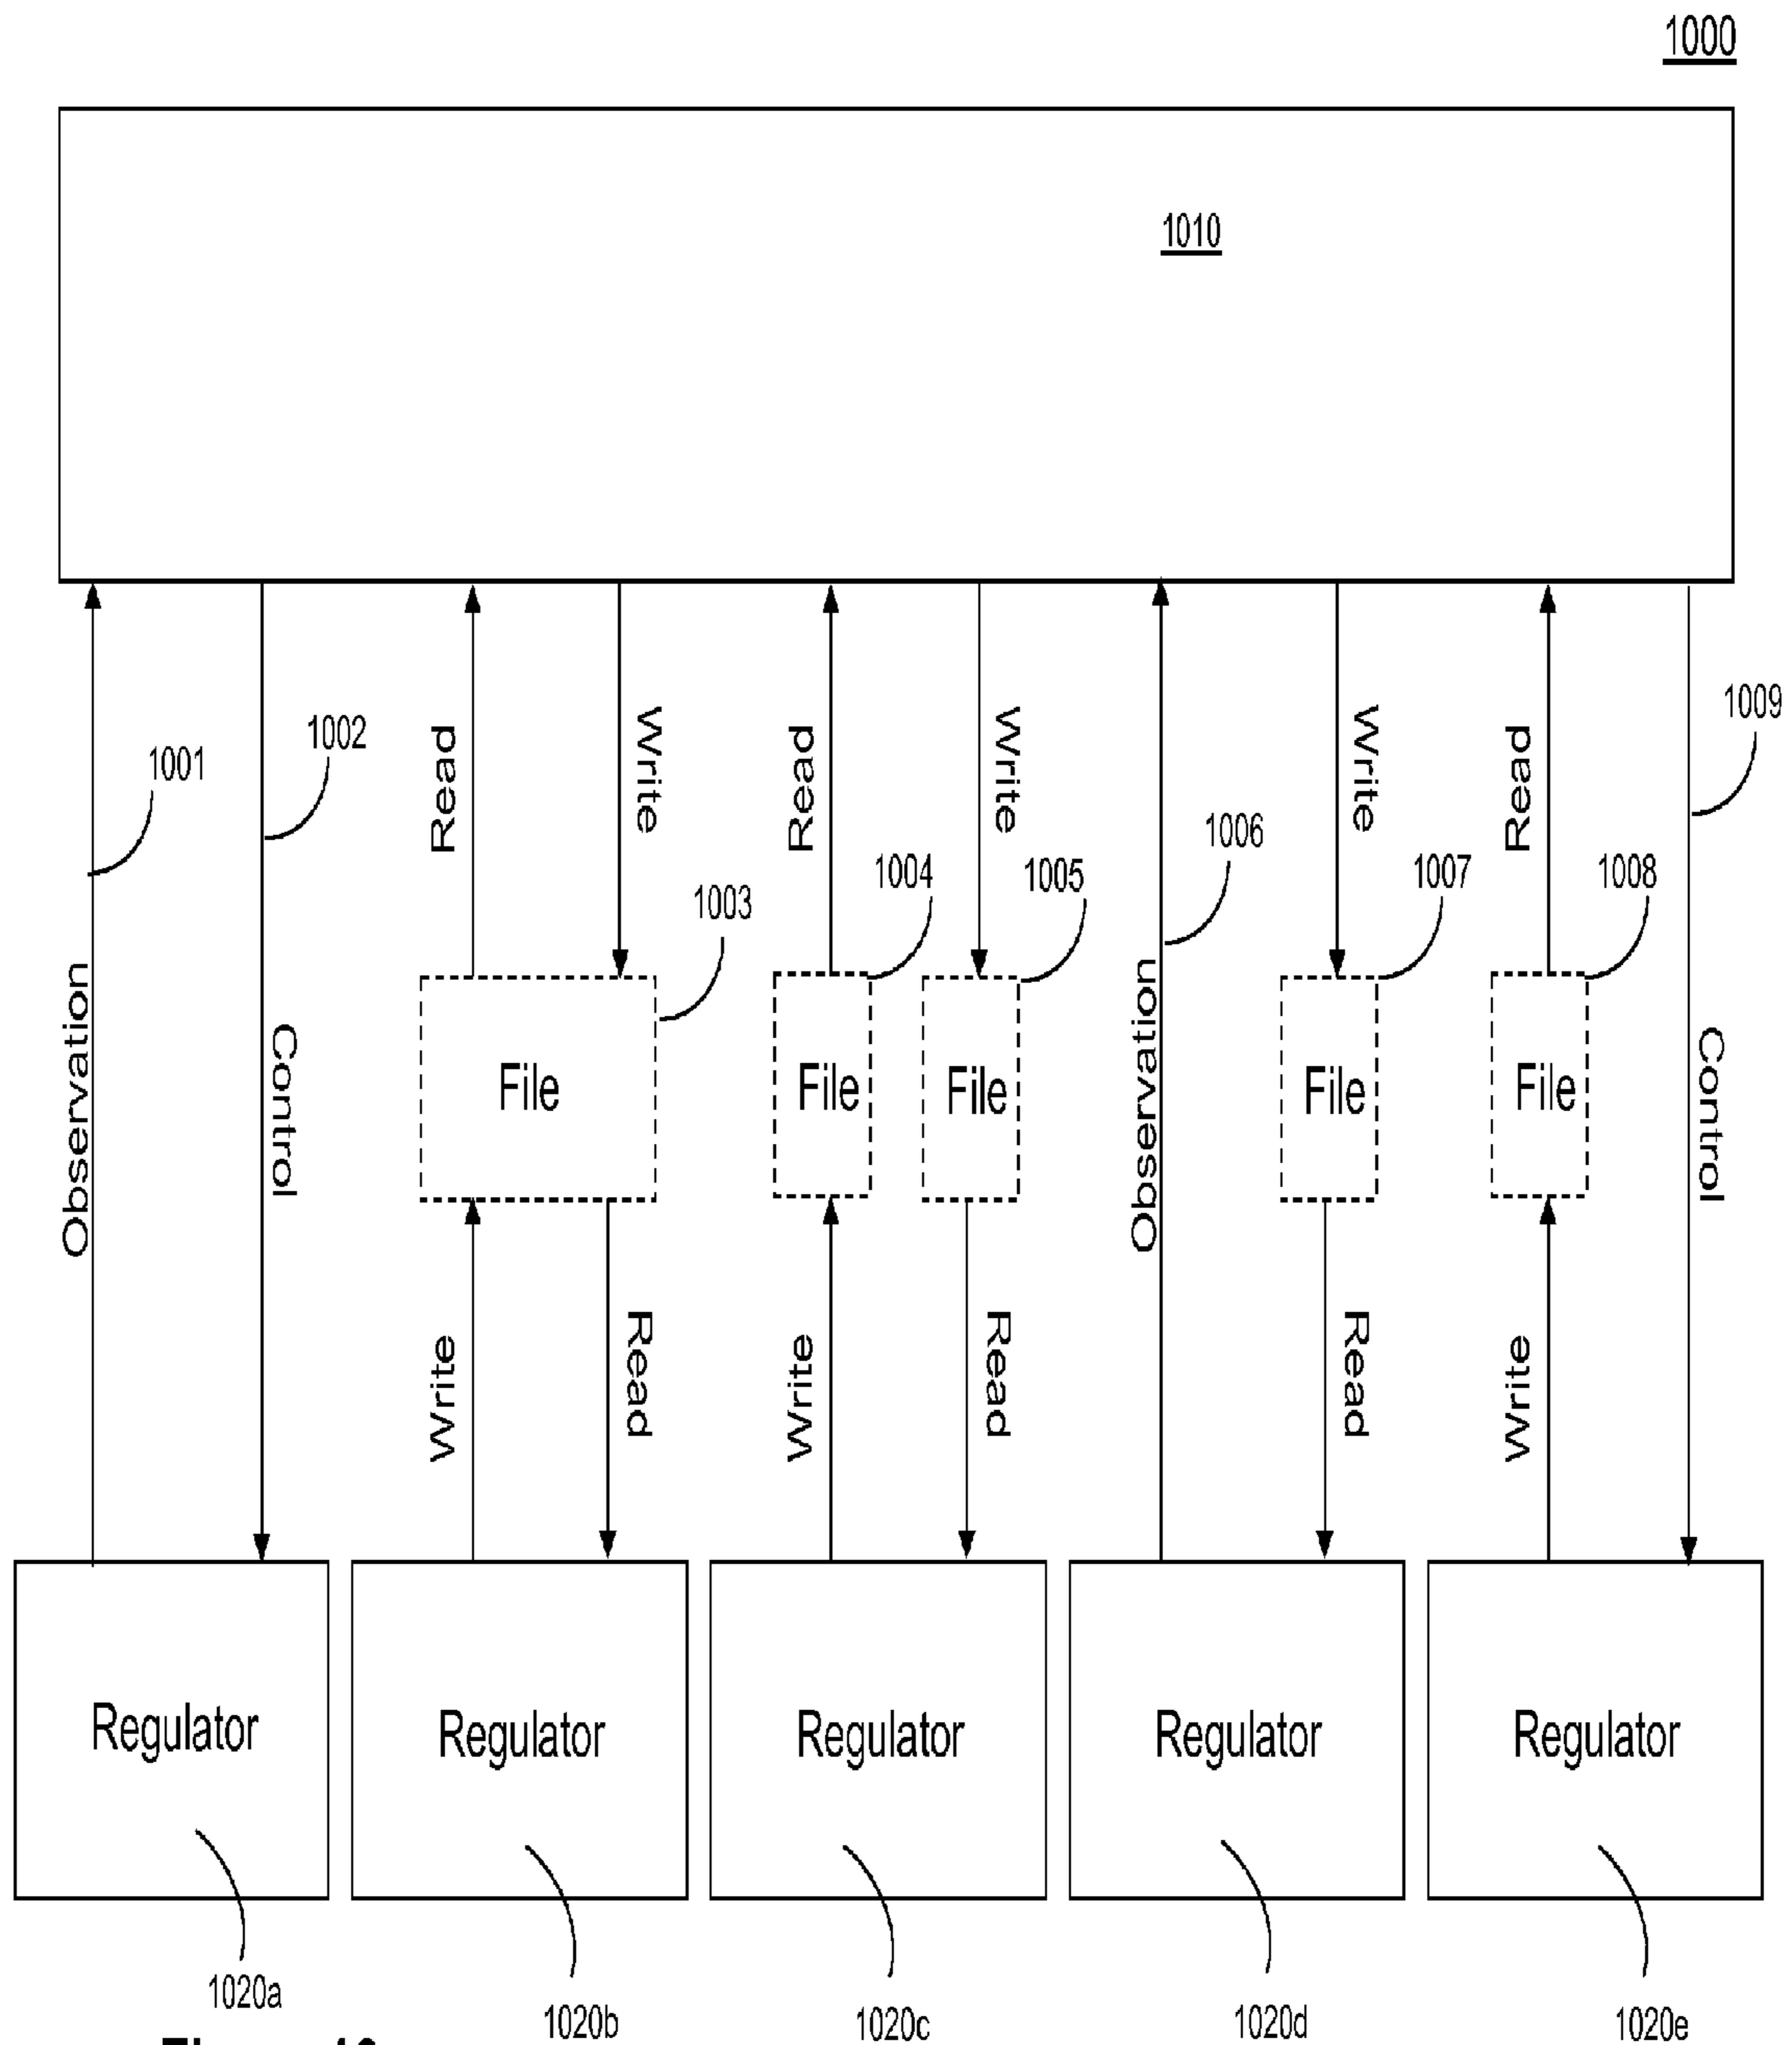 1000
1010
1001
1002
Read
Write
Read
Write
Write
Read
1009
1003
1004
1005
1006
1007
1008
Observation
Control
File
File
File
Observation
File
File
Control
Write
Read
Write
Read
Read
Write
Regulator
Regulator
Regulator
Regulator
Regulator
1020a
1020b
1020c
1020d
1020e